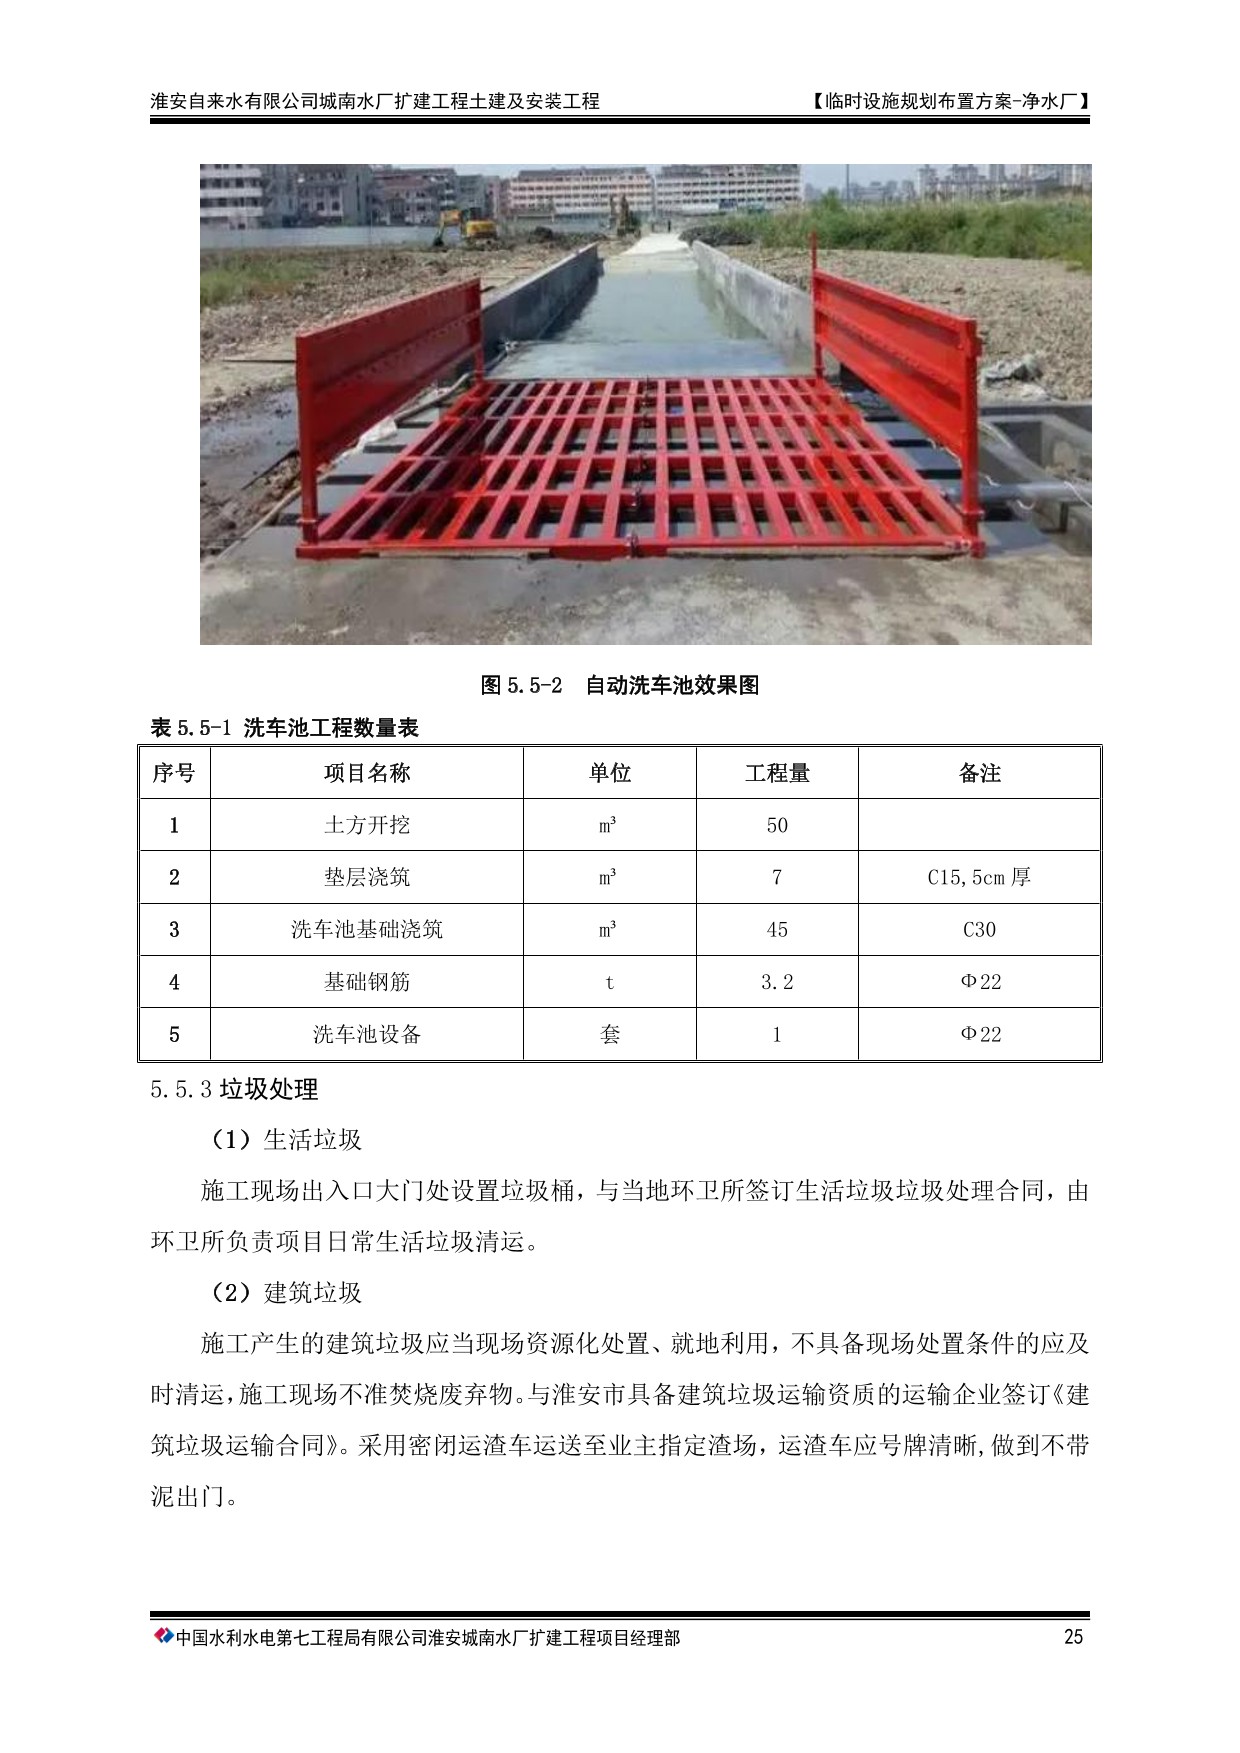 淮安自来水有限公司城南水厂扩建工程土建及安装工程 【临时设施规划布置方案-净水厂】
图 5.5-2 自动洗车池效果图
表 5.5-1 洗车池工程数量表
序号 项目名称 单位 工程量 备注
1 土方开挖 m³ 50
2 垫层浇筑 m³ 7 C15,5cm 厚
3 洗车池基础浇筑 m³ 45 C30
4 基础钢筋 t 3.2 Φ22
5 洗车池设备 套 1 Φ22
5.5.3 垃圾处理
（1）生活垃圾
施工现场出入口大门处设置垃圾桶，与当地环卫所签订生活垃圾垃圾处理合同，由
环卫所负责项目日常生活垃圾清运。
（2）建筑垃圾
施工产生的建筑垃圾应当现场资源化处置、就地利用，不具备现场处置条件的应及
时清运，施工现场不准焚烧废弃物。与淮安市具备建筑垃圾运输资质的运输企业签订《建
筑垃圾运输合同》。采用密闭运渣车运送至业主指定渣场，运渣车应号牌清晰,做到不带
泥出门。
中国水利水电第七工程局有限公司淮安城南水厂扩建工程项目经理部 25